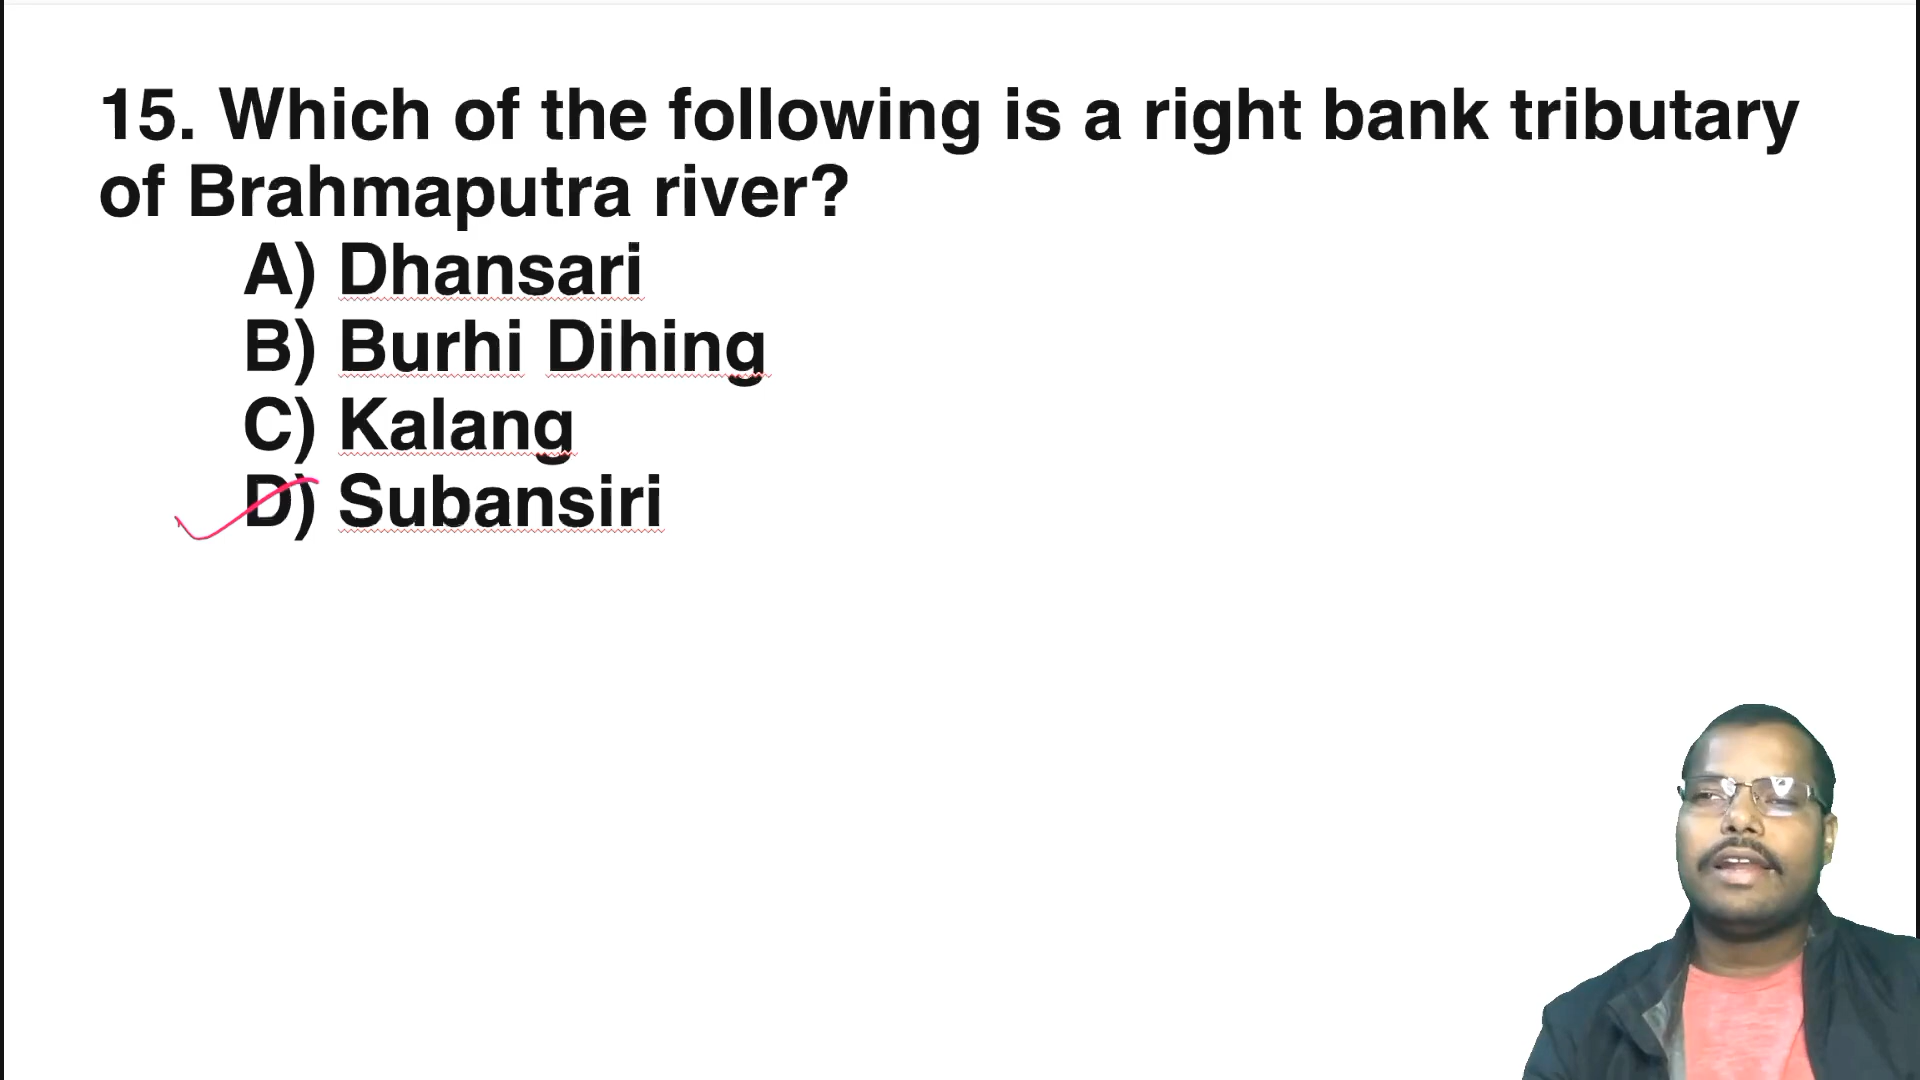 15. Which of the following is a right bank tributary
of Brahmaputra river?
A) Dhansari
B) Burhi Dihing
C) Kalang
D) Subansiri